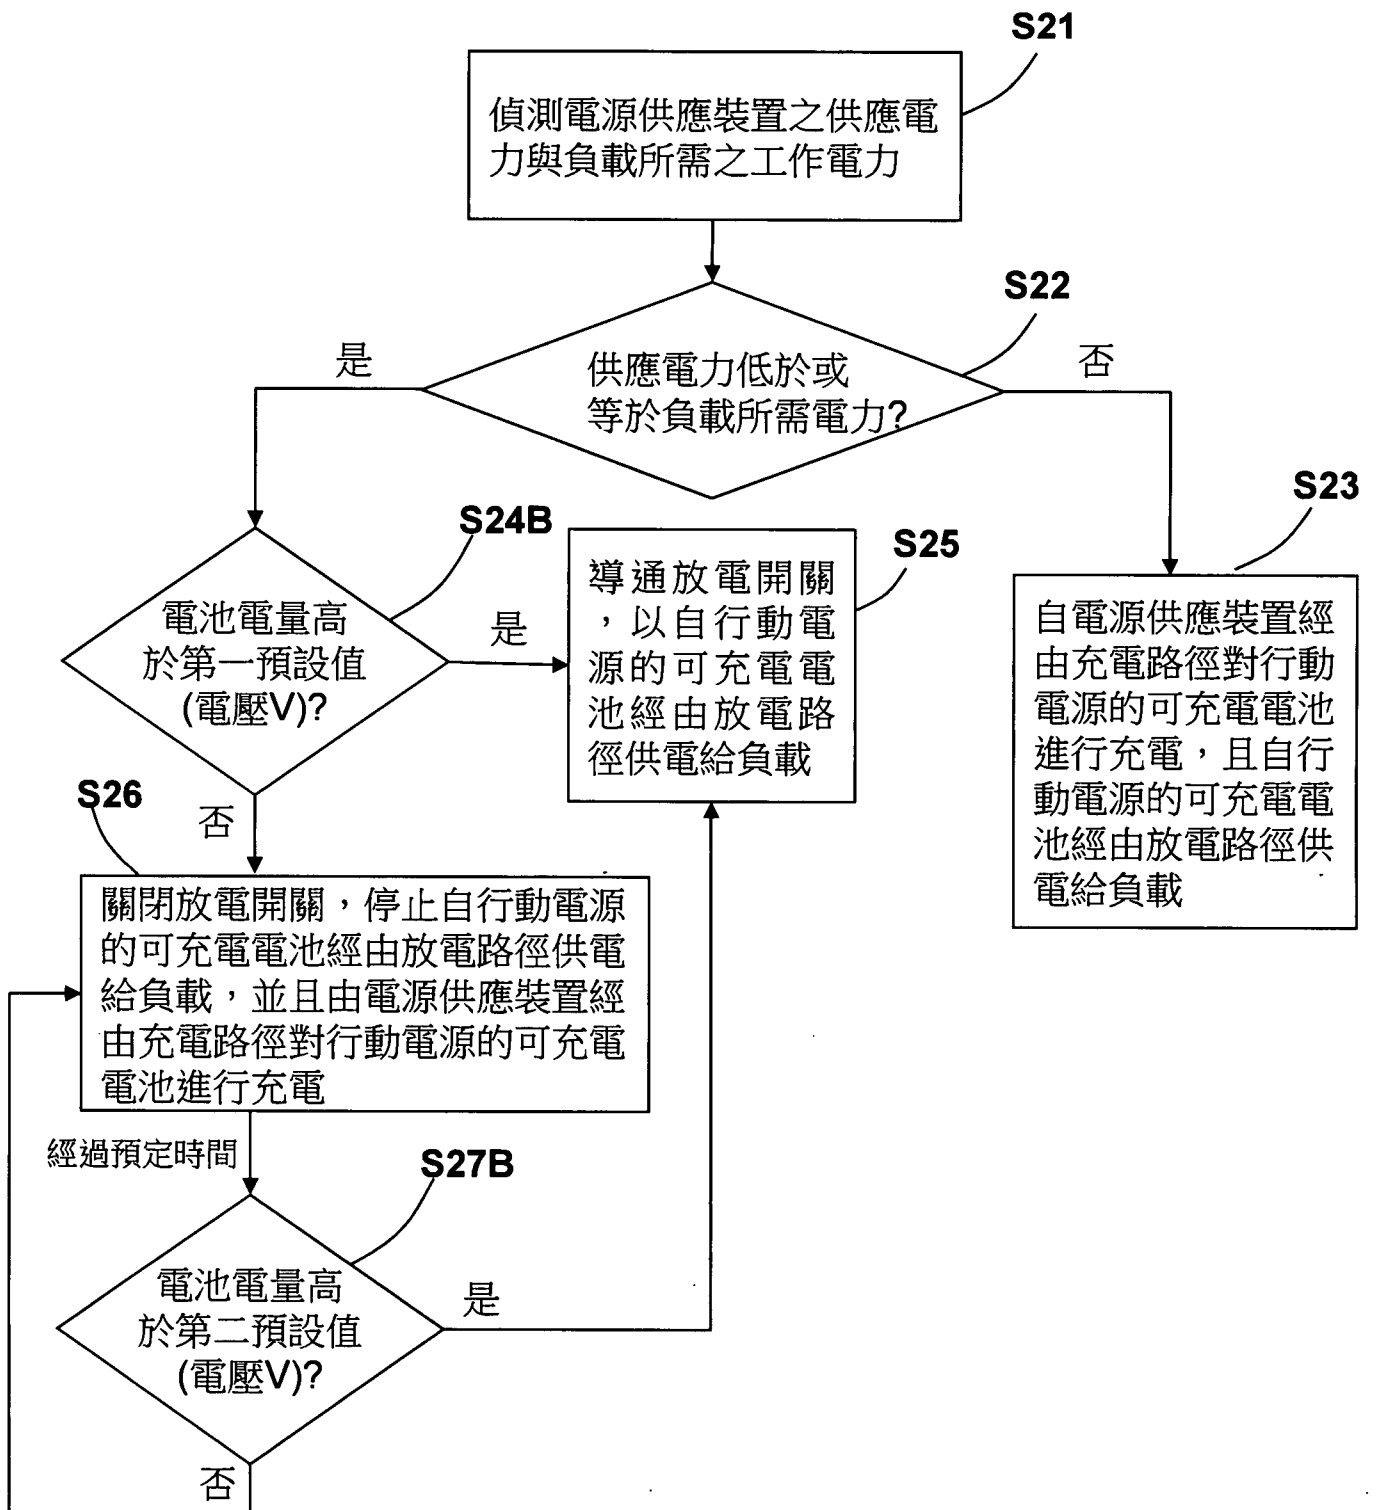 S21
偵測電源供應裝置之供應電
力與負載所需之工作電力
S22
供應電力低於或
等於負載所需電力?
是
否
S23
自電源供應裝置經
由充電路徑對行動
電源的可充電電池
進行充電，且自行
動電源的可充電電
池經由放電路徑供
電給負載
S24B
電池電量高
於第一預設值
(電壓V)?
是
S25
導通放電開關
，以自行動電
源的可充電電
池經由放電路
徑供電給負載
否
S26
關閉放電開關，停止自行動電源
的可充電電池經由放電路徑供電
給負載，並且由電源供應裝置經
由充電路徑對行動電源的可充電
電池進行充電
經過預定時間
S27B
電池電量高
於第二預設值
(電壓V)?
是
否